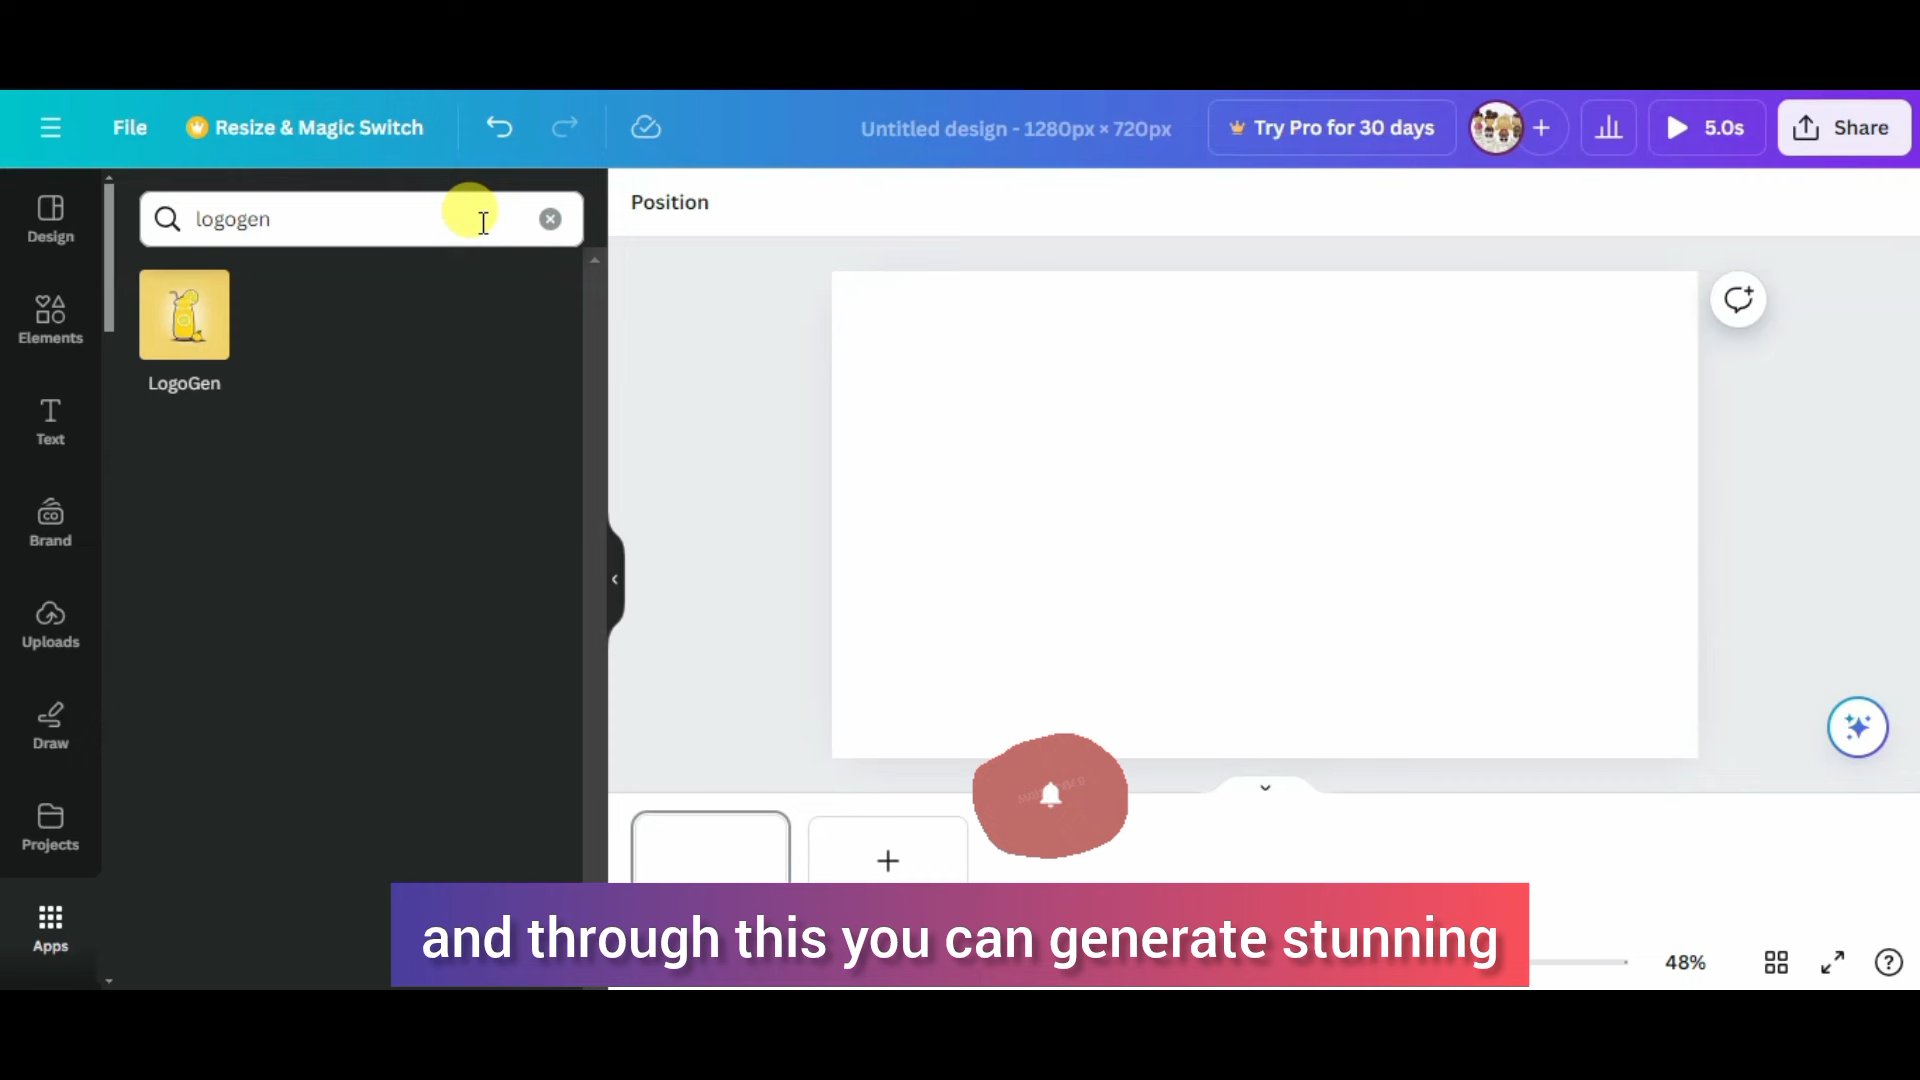 File
Resize & Magic Switch
Untitled design - 1280px × 720px
Try Pro for 30 days
5.0s
Share
Design
Elements
Text
Brand
Uploads
Draw
Projects
Apps
logogen
LogoGen
Position
CO
and through this you can generate stunning
48%